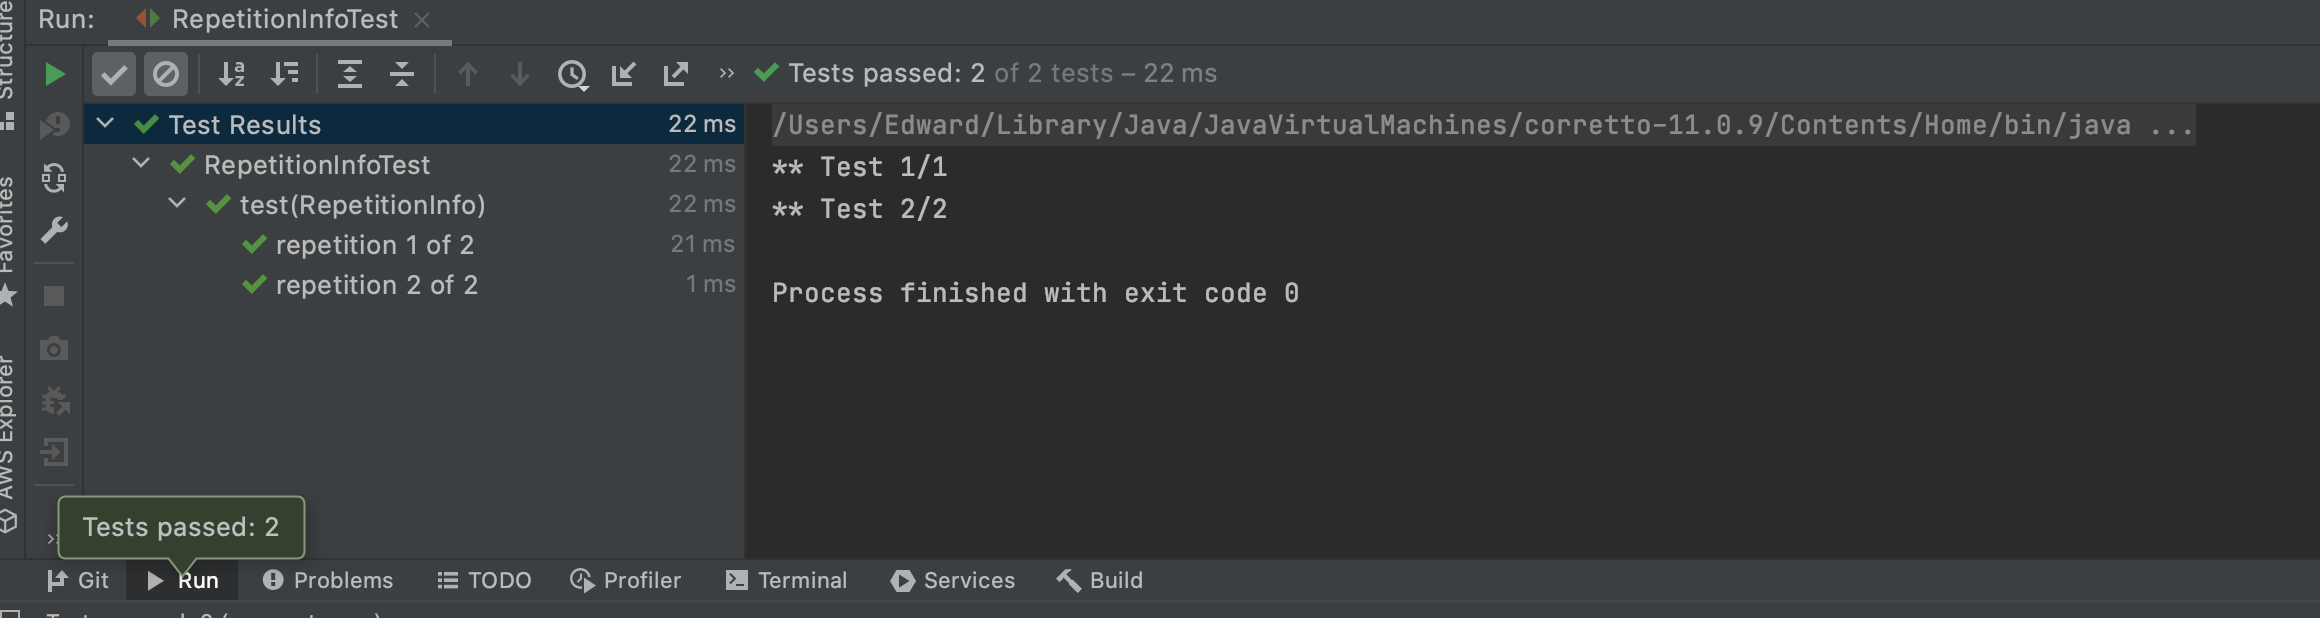 Run: RepetitionInfoTest
Structure
Tests passed: 2 of 2 tests – 22 ms
Test Results 22 ms
RepetitionInfoTest 22 ms
test(RepetitionInfo) 22 ms
repetition 1 of 2 21 ms
repetition 2 of 2 1 ms
/Users/Edward/Library/Java/JavaVirtualMachines/corretto-11.0.9/Contents/Home/bin/java ...
** Test 1/1
** Test 2/2
Process finished with exit code 0
Favorites
AWS Explorer
Tests passed: 2
Git Run Problems TODO Profiler Terminal Services Build